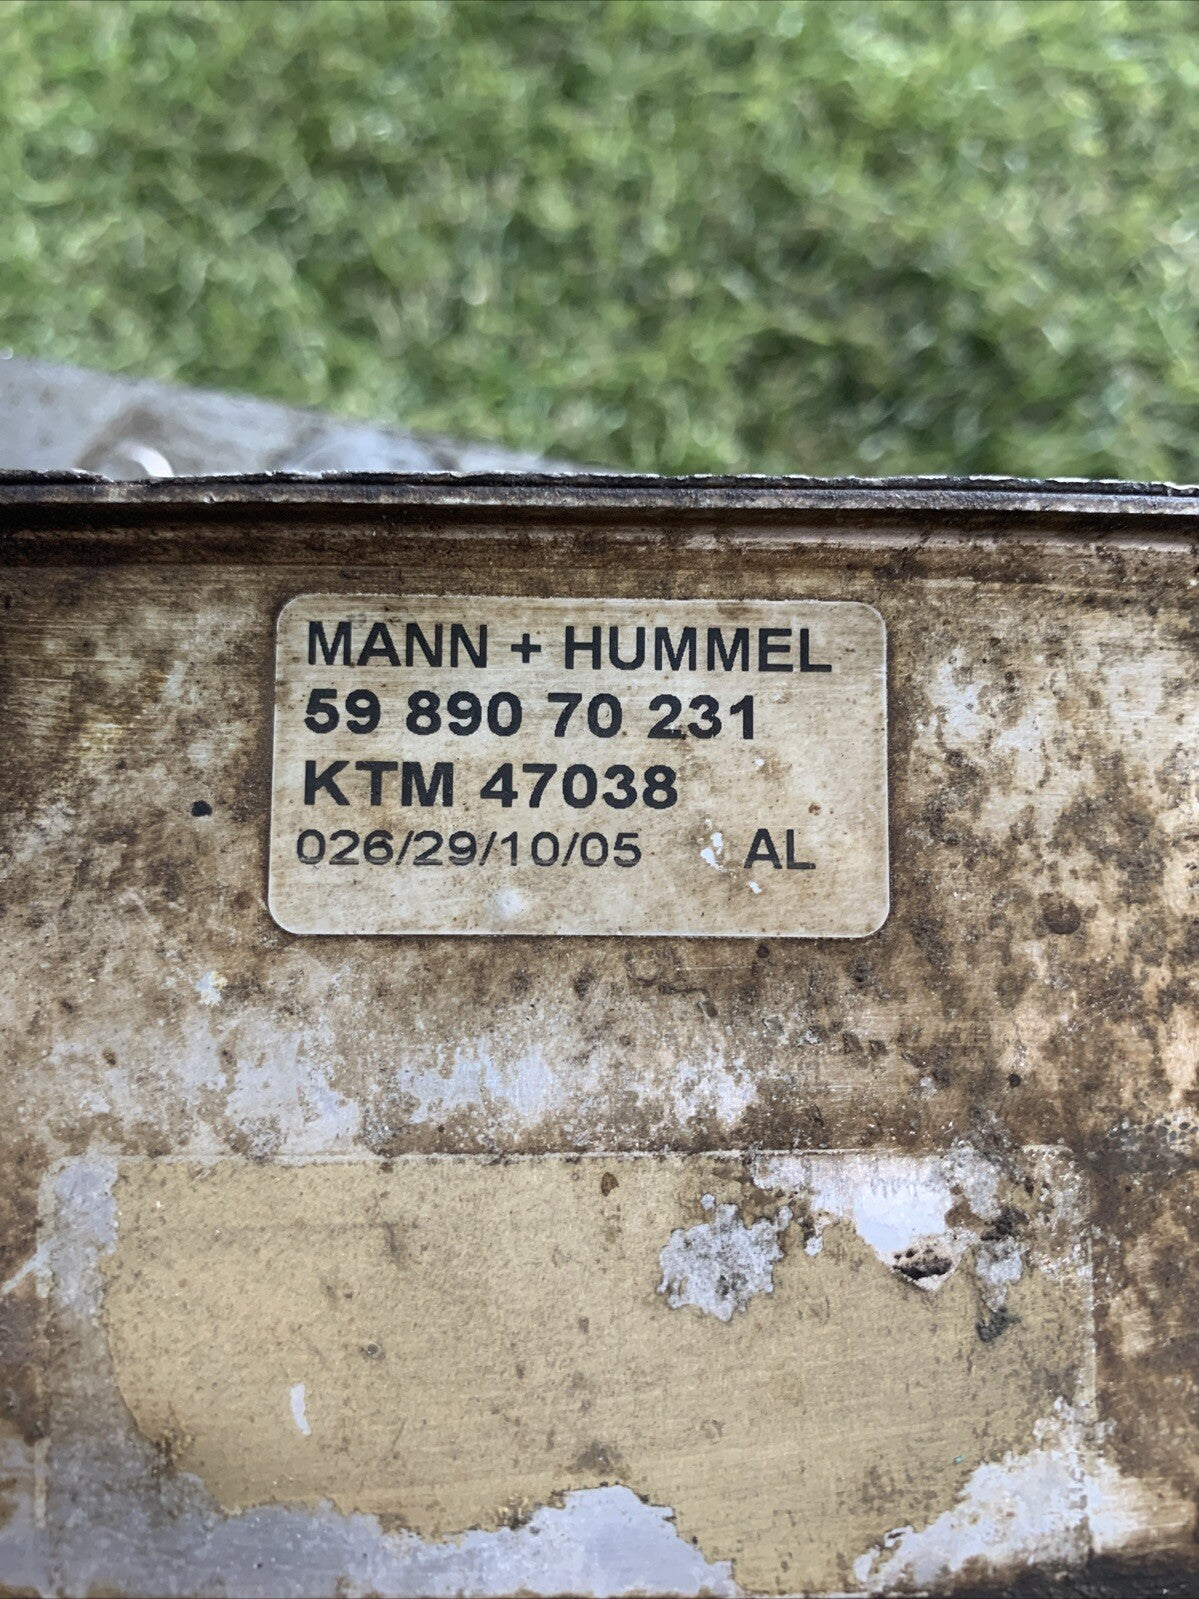 MANN + HUMMEL
59 890 70 231
KTM 47038
026/29/10/05 AL